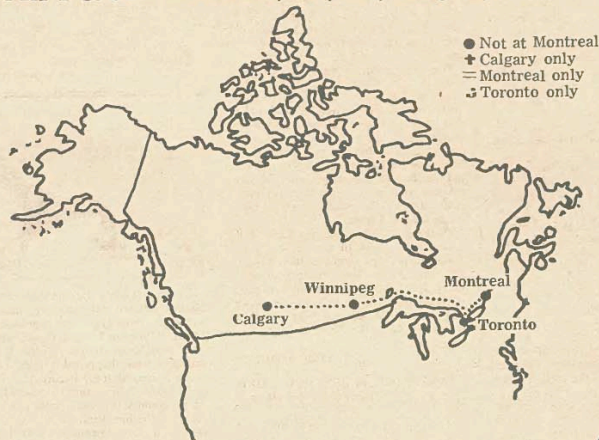 ● Not at Montreal
✝ Calgary only
= Montreal only
Toronto only
Montreal
Winnipeg
Calgary
Toronto